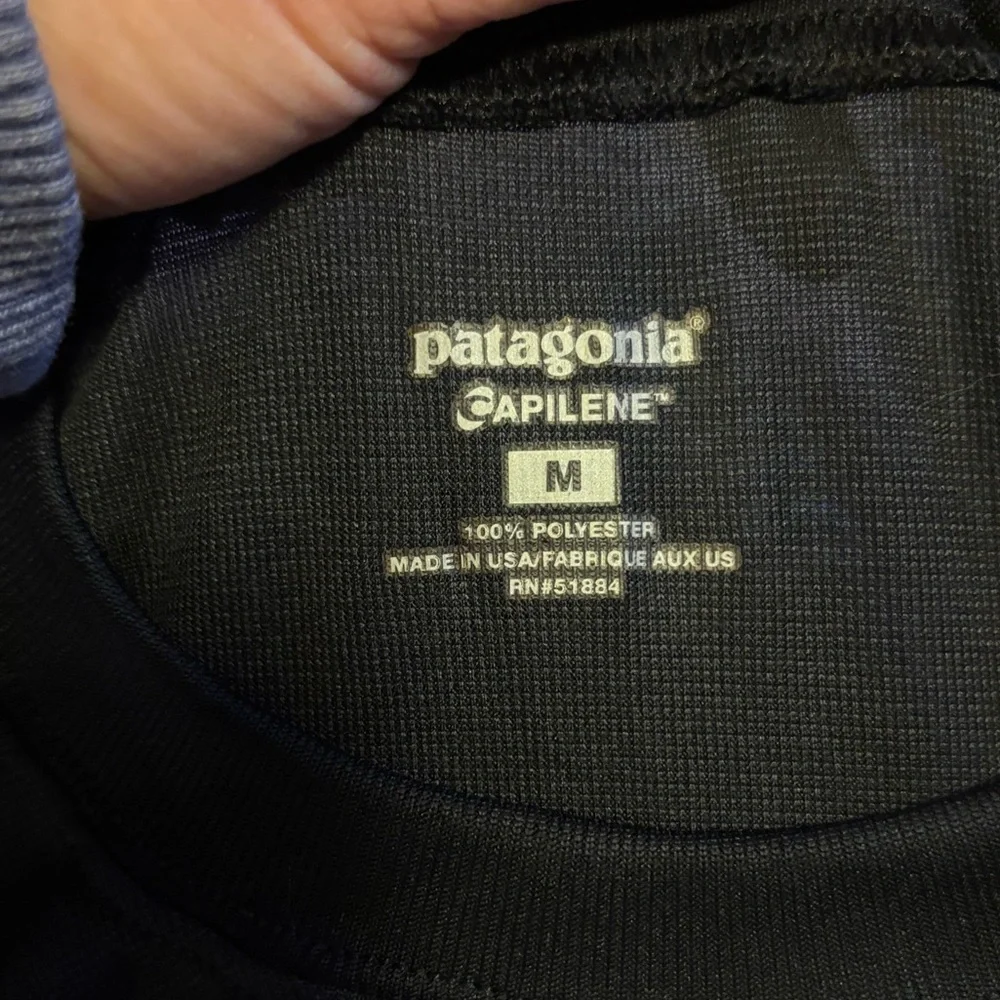 patagonia®
CAPILENE™
M
100% POLYESTER
MADE IN USA/FABRIQUE AUX US
RN#51884